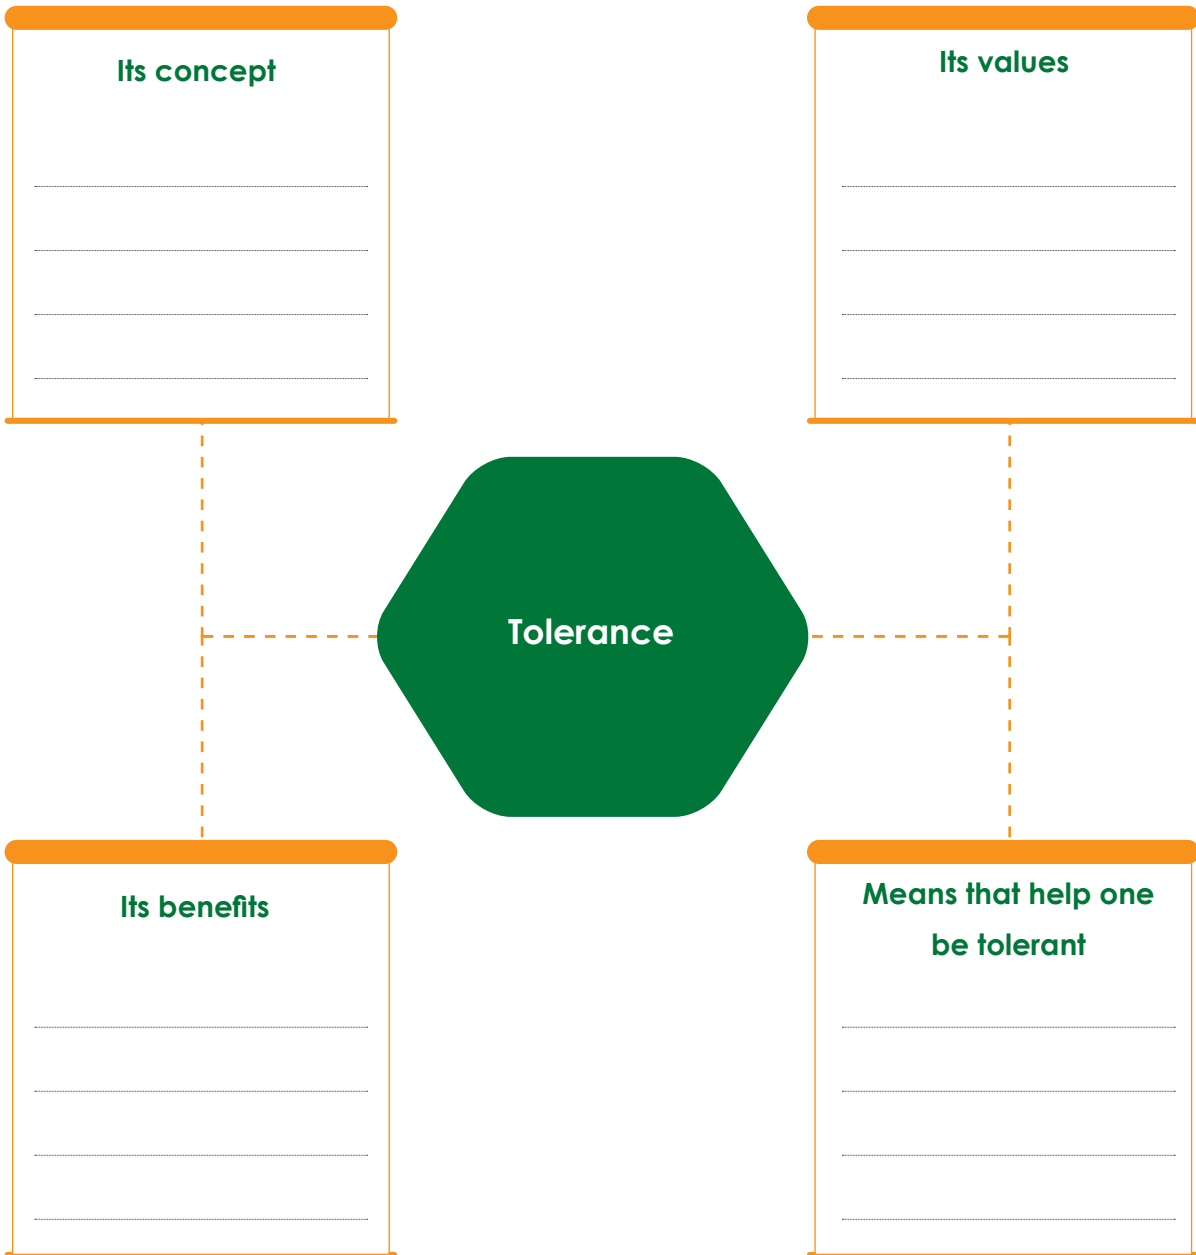 Its concept
Its values
Tolerance
Its benefits
Means that help one
be tolerant